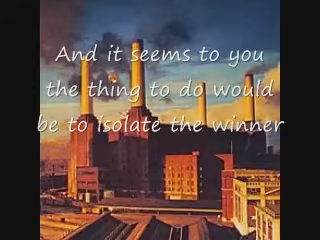 And it seems to you
the thing to do would
be to isolate the winner